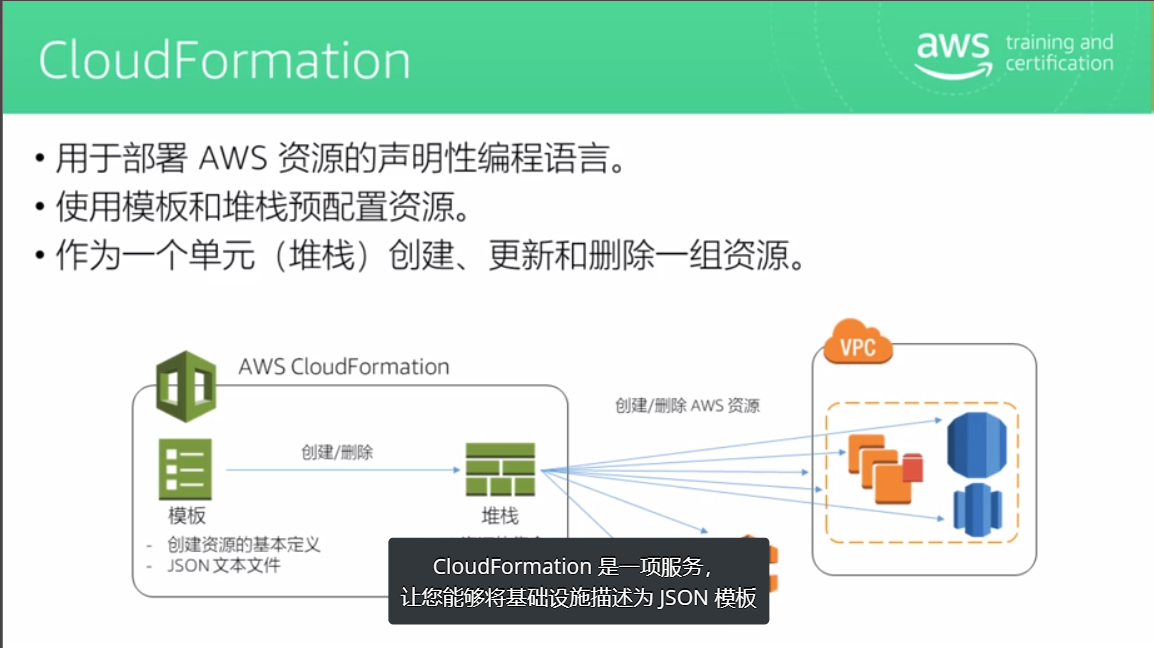 CloudFormation
aws training and certification
• 用于部署 AWS 资源的声明性编程语言。
• 使用模板和堆栈预配置资源。
• 作为一个单元（堆栈）创建、更新和删除一组资源。
VPC
AWS CloudFormation
创建/删除 AWS 资源
创建/删除
模板
堆栈
- 创建资源的基本定义
- JSON 文本文件
CloudFormation 是一项服务，
让您能够将基础设施描述为 JSON 模板